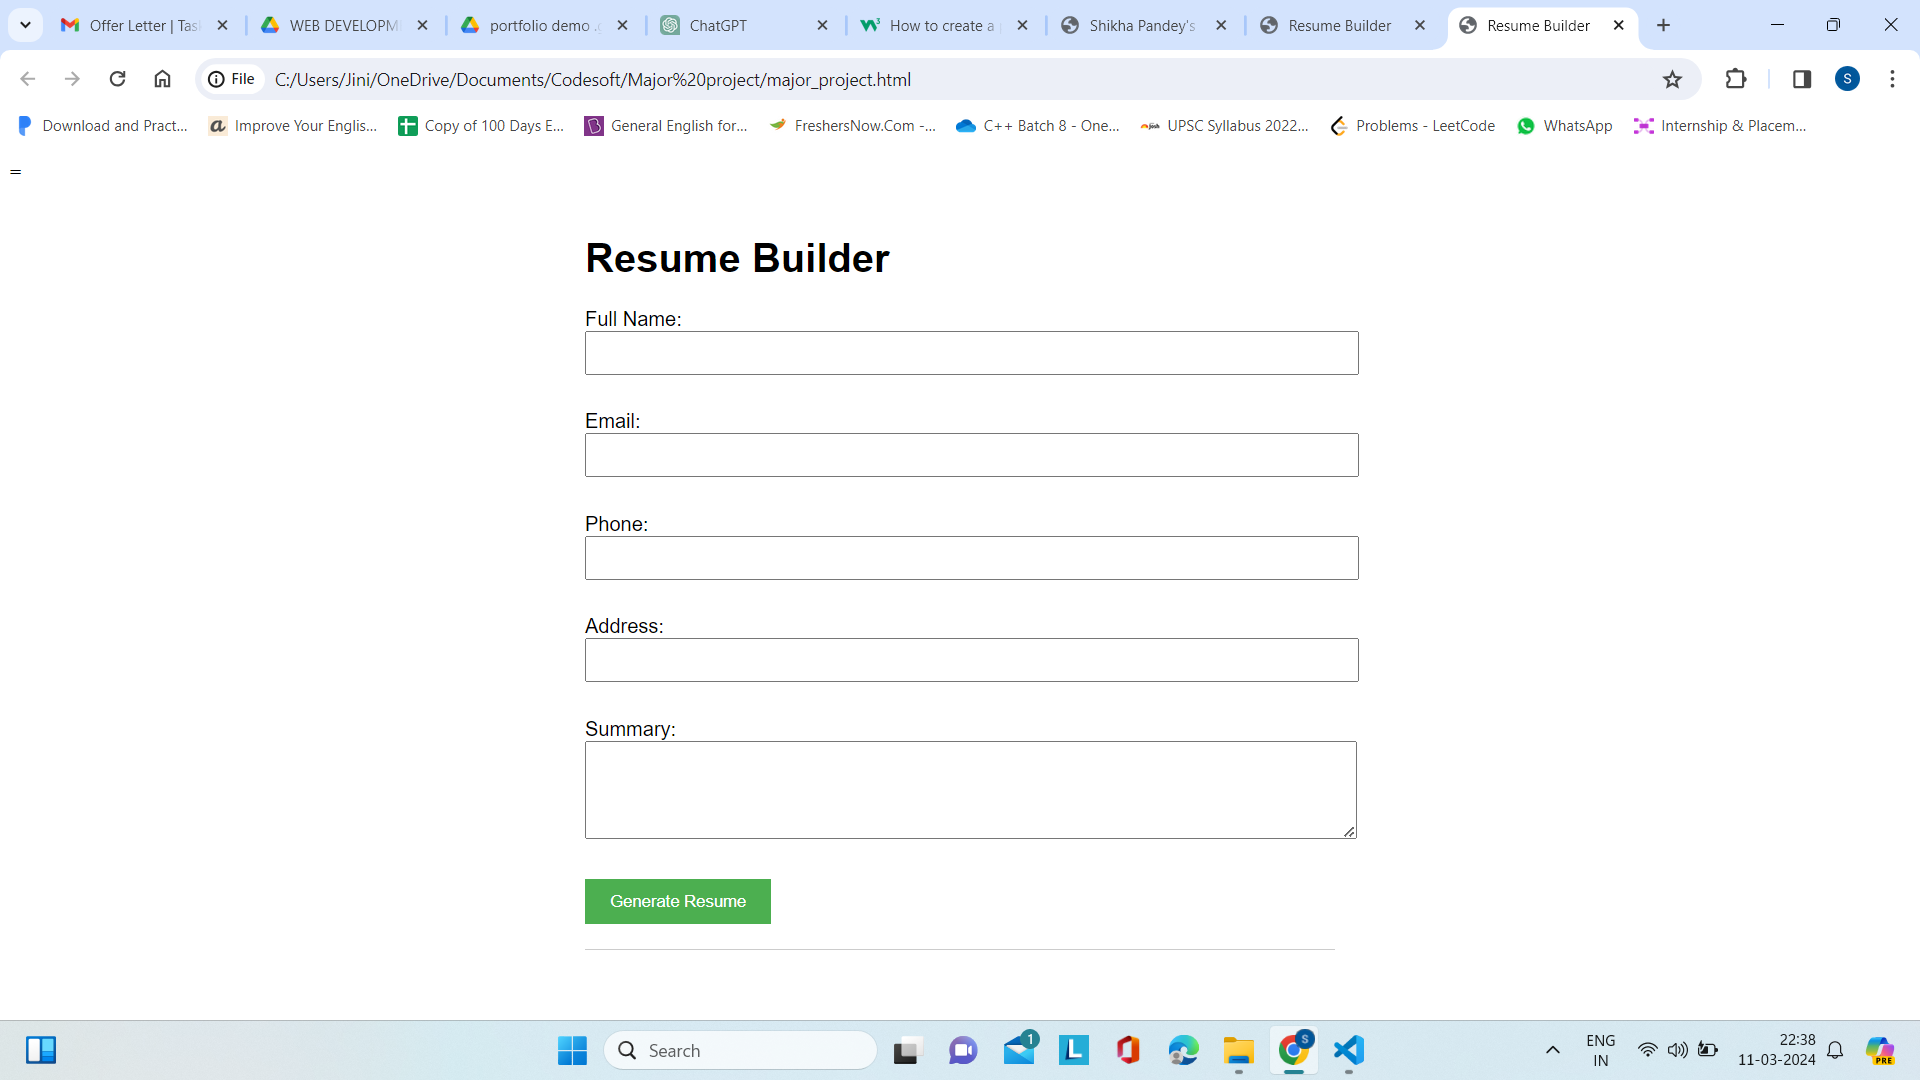 Offer Letter | Tas
WEB DEVELOPM
portfolio demo .
ChatGPT
How to create a
Shikha Pandey's
Resume Builder
Resume Builder
File
C:/Users/Jini/OneDrive/Documents/Codesoft/Major%20project/major_project.html
S
Download and Pract...
Improve Your Englis...
Copy of 100 Days E...
General English for...
FreshersNow.Com -...
C++ Batch 8 - One...
UPSC Syllabus 2022...
Problems - LeetCode
WhatsApp
Internship & Placem...
=
Resume Builder
Full Name:
Email:
Phone:
Address:
Summary:
Generate Resume
Search
1
L
S
ENG
IN
22:38
11-03-2024
PRE